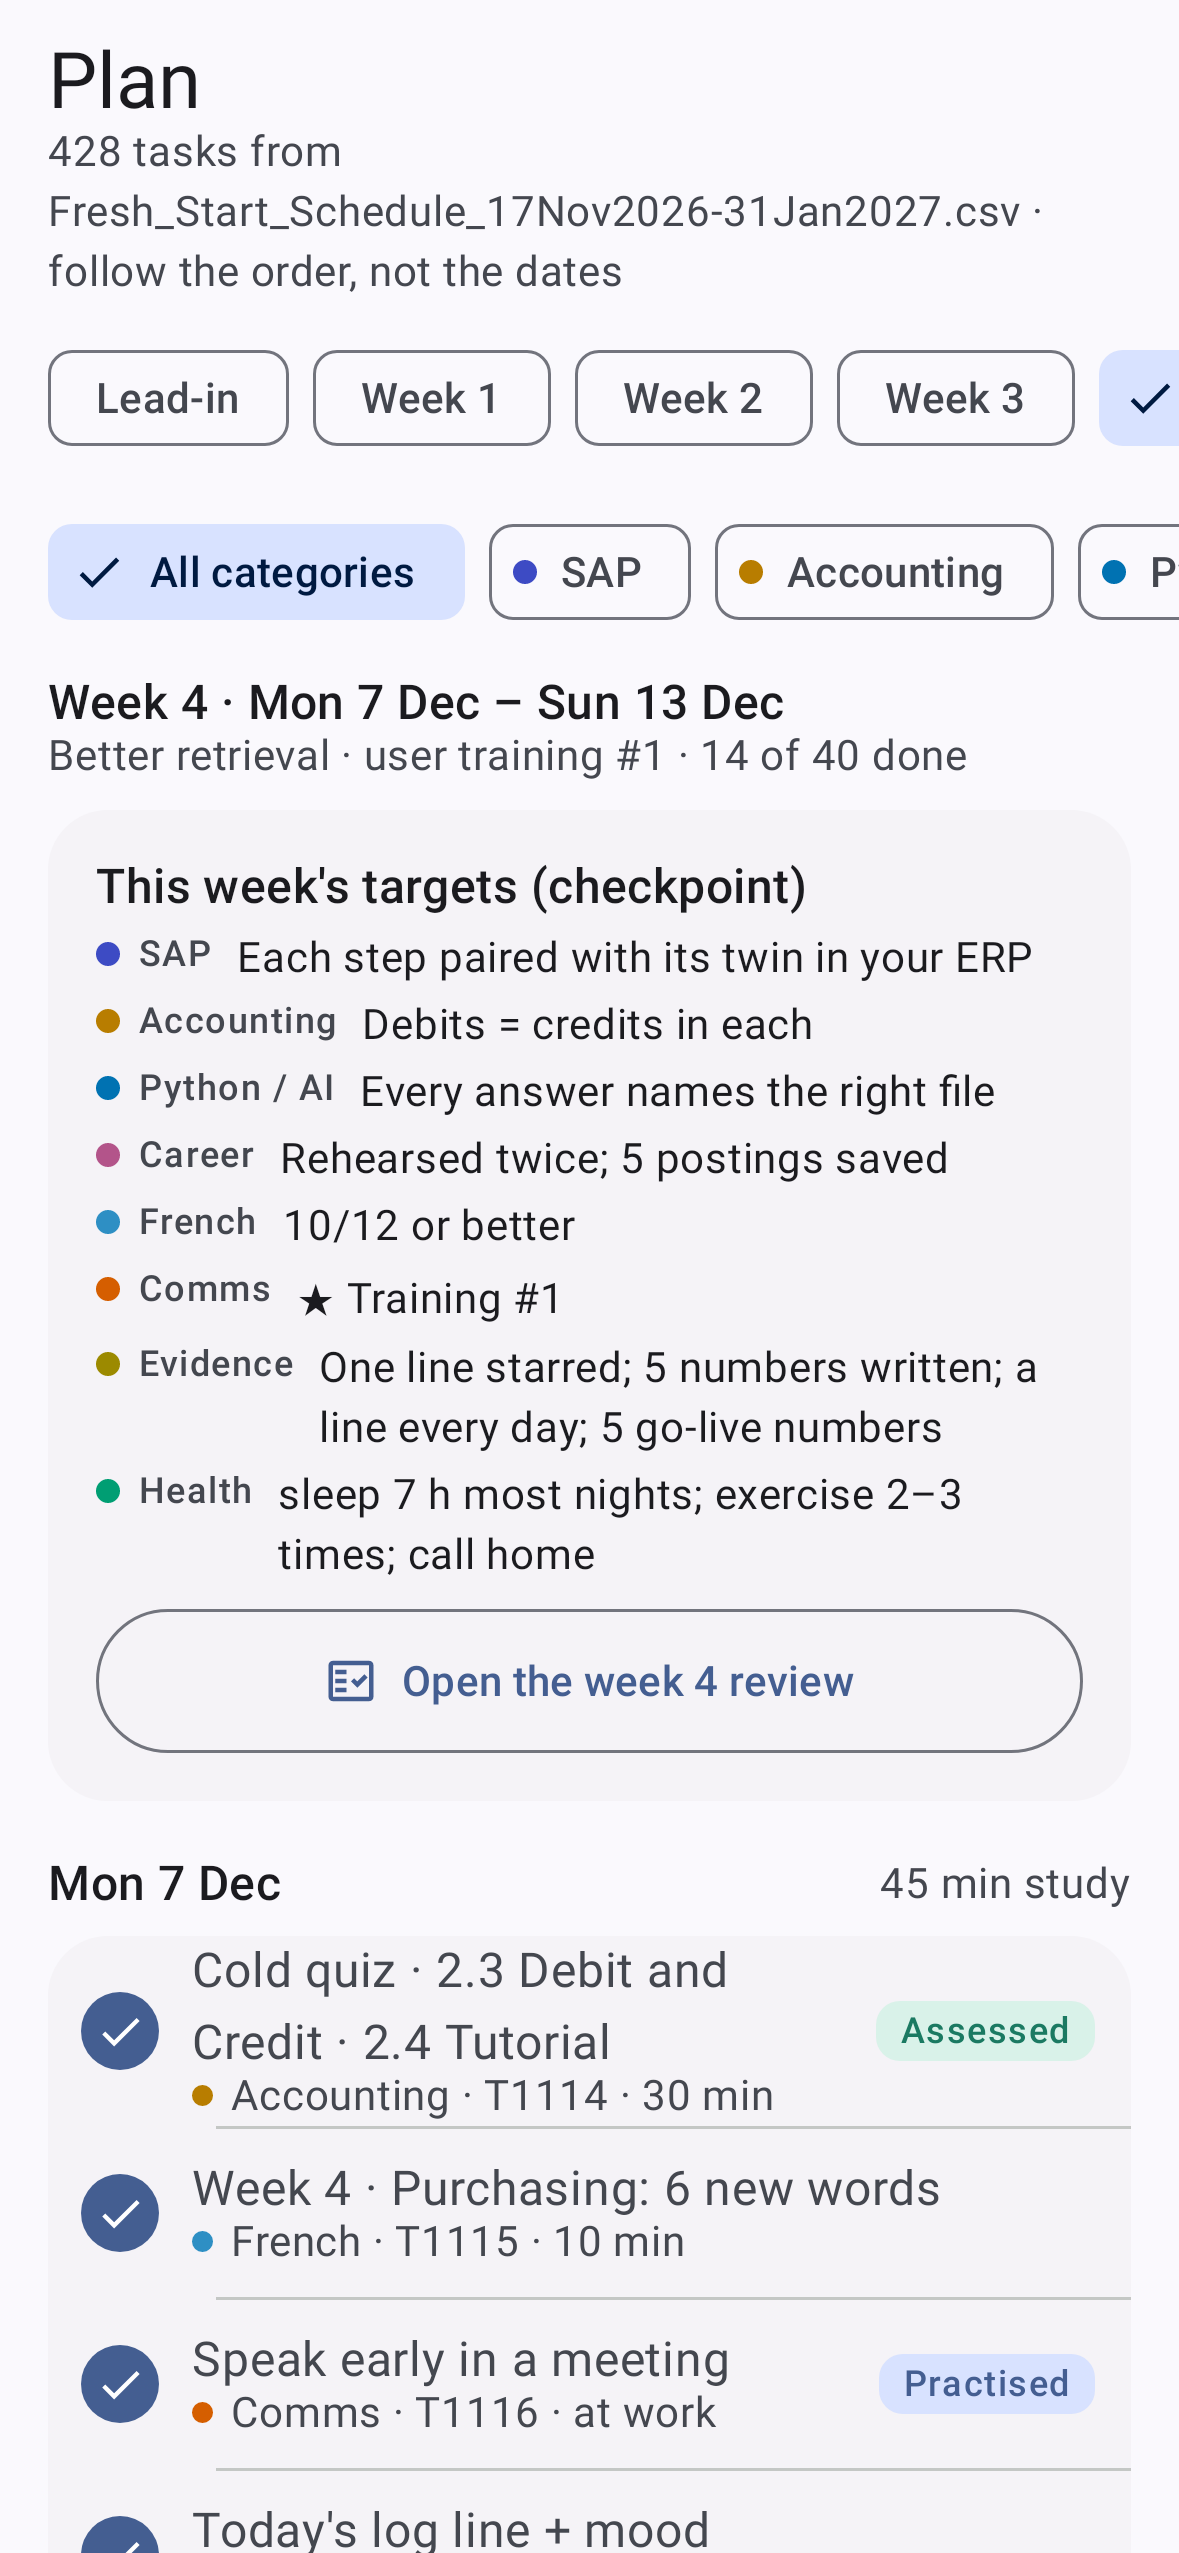 Plan
428 tasks from
Fresh_Start_Schedule_17Nov2026-31Jan2027.csv ·
follow the order, not the dates
Lead-in Week 1 Week 2 Week 3
All categories SAP Accounting
Week 4 · Mon 7 Dec – Sun 13 Dec
Better retrieval · user training #1 · 14 of 40 done
This week's targets (checkpoint)
SAP Each step paired with its twin in your ERP
Accounting Debits = credits in each
Python / AI Every answer names the right file
Career Rehearsed twice; 5 postings saved
French 10/12 or better
Comms ★ Training #1
Evidence One line starred; 5 numbers written; a
line every day; 5 go-live numbers
Health sleep 7 h most nights; exercise 2–3
times; call home
Open the week 4 review
Mon 7 Dec 45 min study
Cold quiz · 2.3 Debit and
Credit · 2.4 Tutorial
Assessed
Accounting · T1114 · 30 min
Week 4 · Purchasing: 6 new words
French · T1115 · 10 min
Speak early in a meeting
Practised
Comms · T1116 · at work
Today's log line + mood